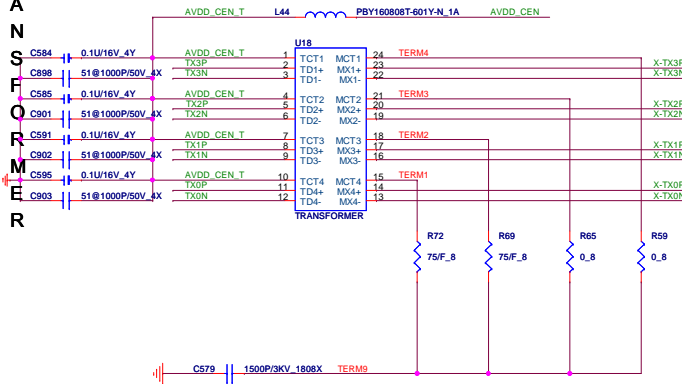 A
N
S
F
O
R
M
E
R
AVDD_CEN_T L44 PBY160808T-601Y-N_1A AVDD_CEN
U18
C584 0.1U/16V_4Y AVDD_CEN_T 1 TCT1 MCT1 24 TERM4
TX3P 2 TD1+ MX1+ 23 X-TX3P
C898 51@1000P/50V_4X TX3N 3 TD1- MX1- 22 X-TX3N
C585 0.1U/16V_4Y AVDD_CEN_T 4 TCT2 MCT2 21 TERM3
TX2P 5 TD2+ MX2+ 20 X-TX2P
C901 51@1000P/50V_4X TX2N 6 TD2- MX2- 19 X-TX2N
C591 0.1U/16V_4Y AVDD_CEN_T 7 TCT3 MCT3 18 TERM2
TX1P 8 TD3+ MX3+ 17 X-TX1P
C902 51@1000P/50V_4X TX1N 9 TD3- MX3- 16 X-TX1N
C595 0.1U/16V_4Y AVDD_CEN_T 10 TCT4 MCT4 15 TERM1
TX0P 11 TD4+ MX4+ 14 X-TX0P
C903 51@1000P/50V_4X TX0N 12 TD4- MX4- 13 X-TX0N
TRANSFORMER
R72 R69 R65 R59
75/F_8 75/F_8 0_8 0_8
C579 1500P/3KV_1808X TERM9